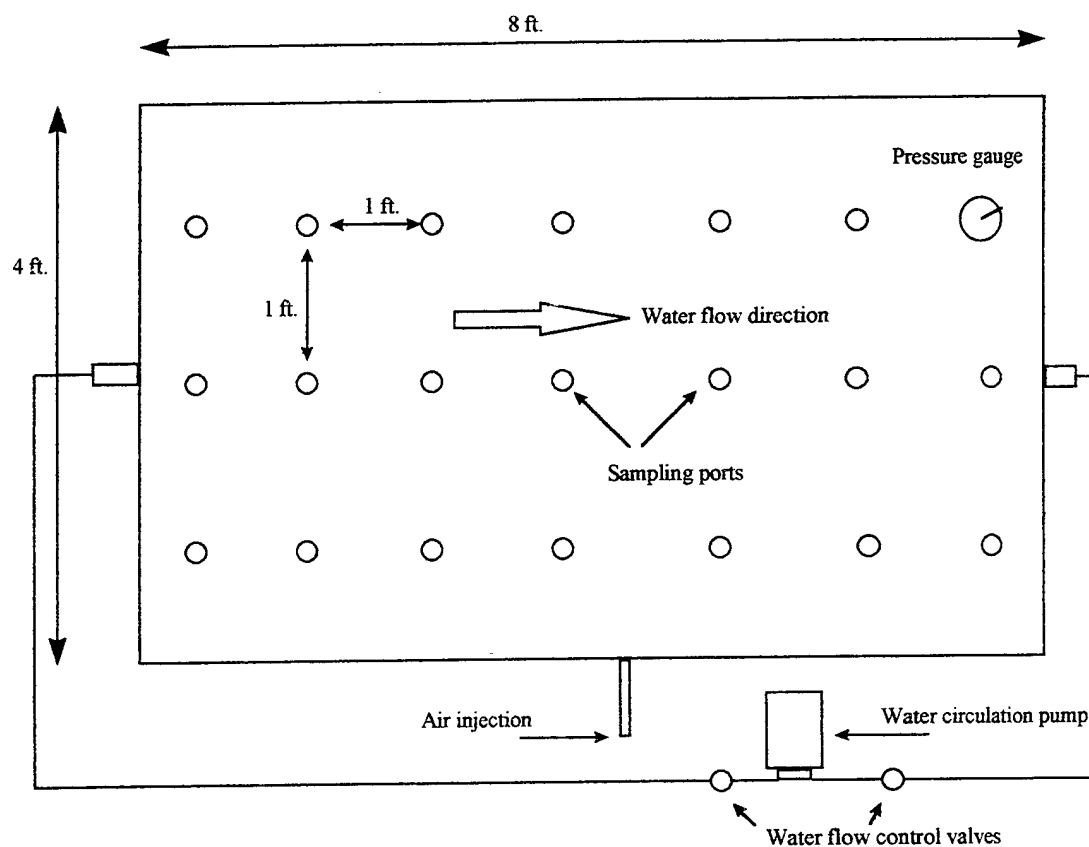 8 ft.
Pressure gauge
1 ft.
4 ft.
1 ft.
Water flow direction
Sampling ports
Air injection
Water circulation pump
Water flow control valves